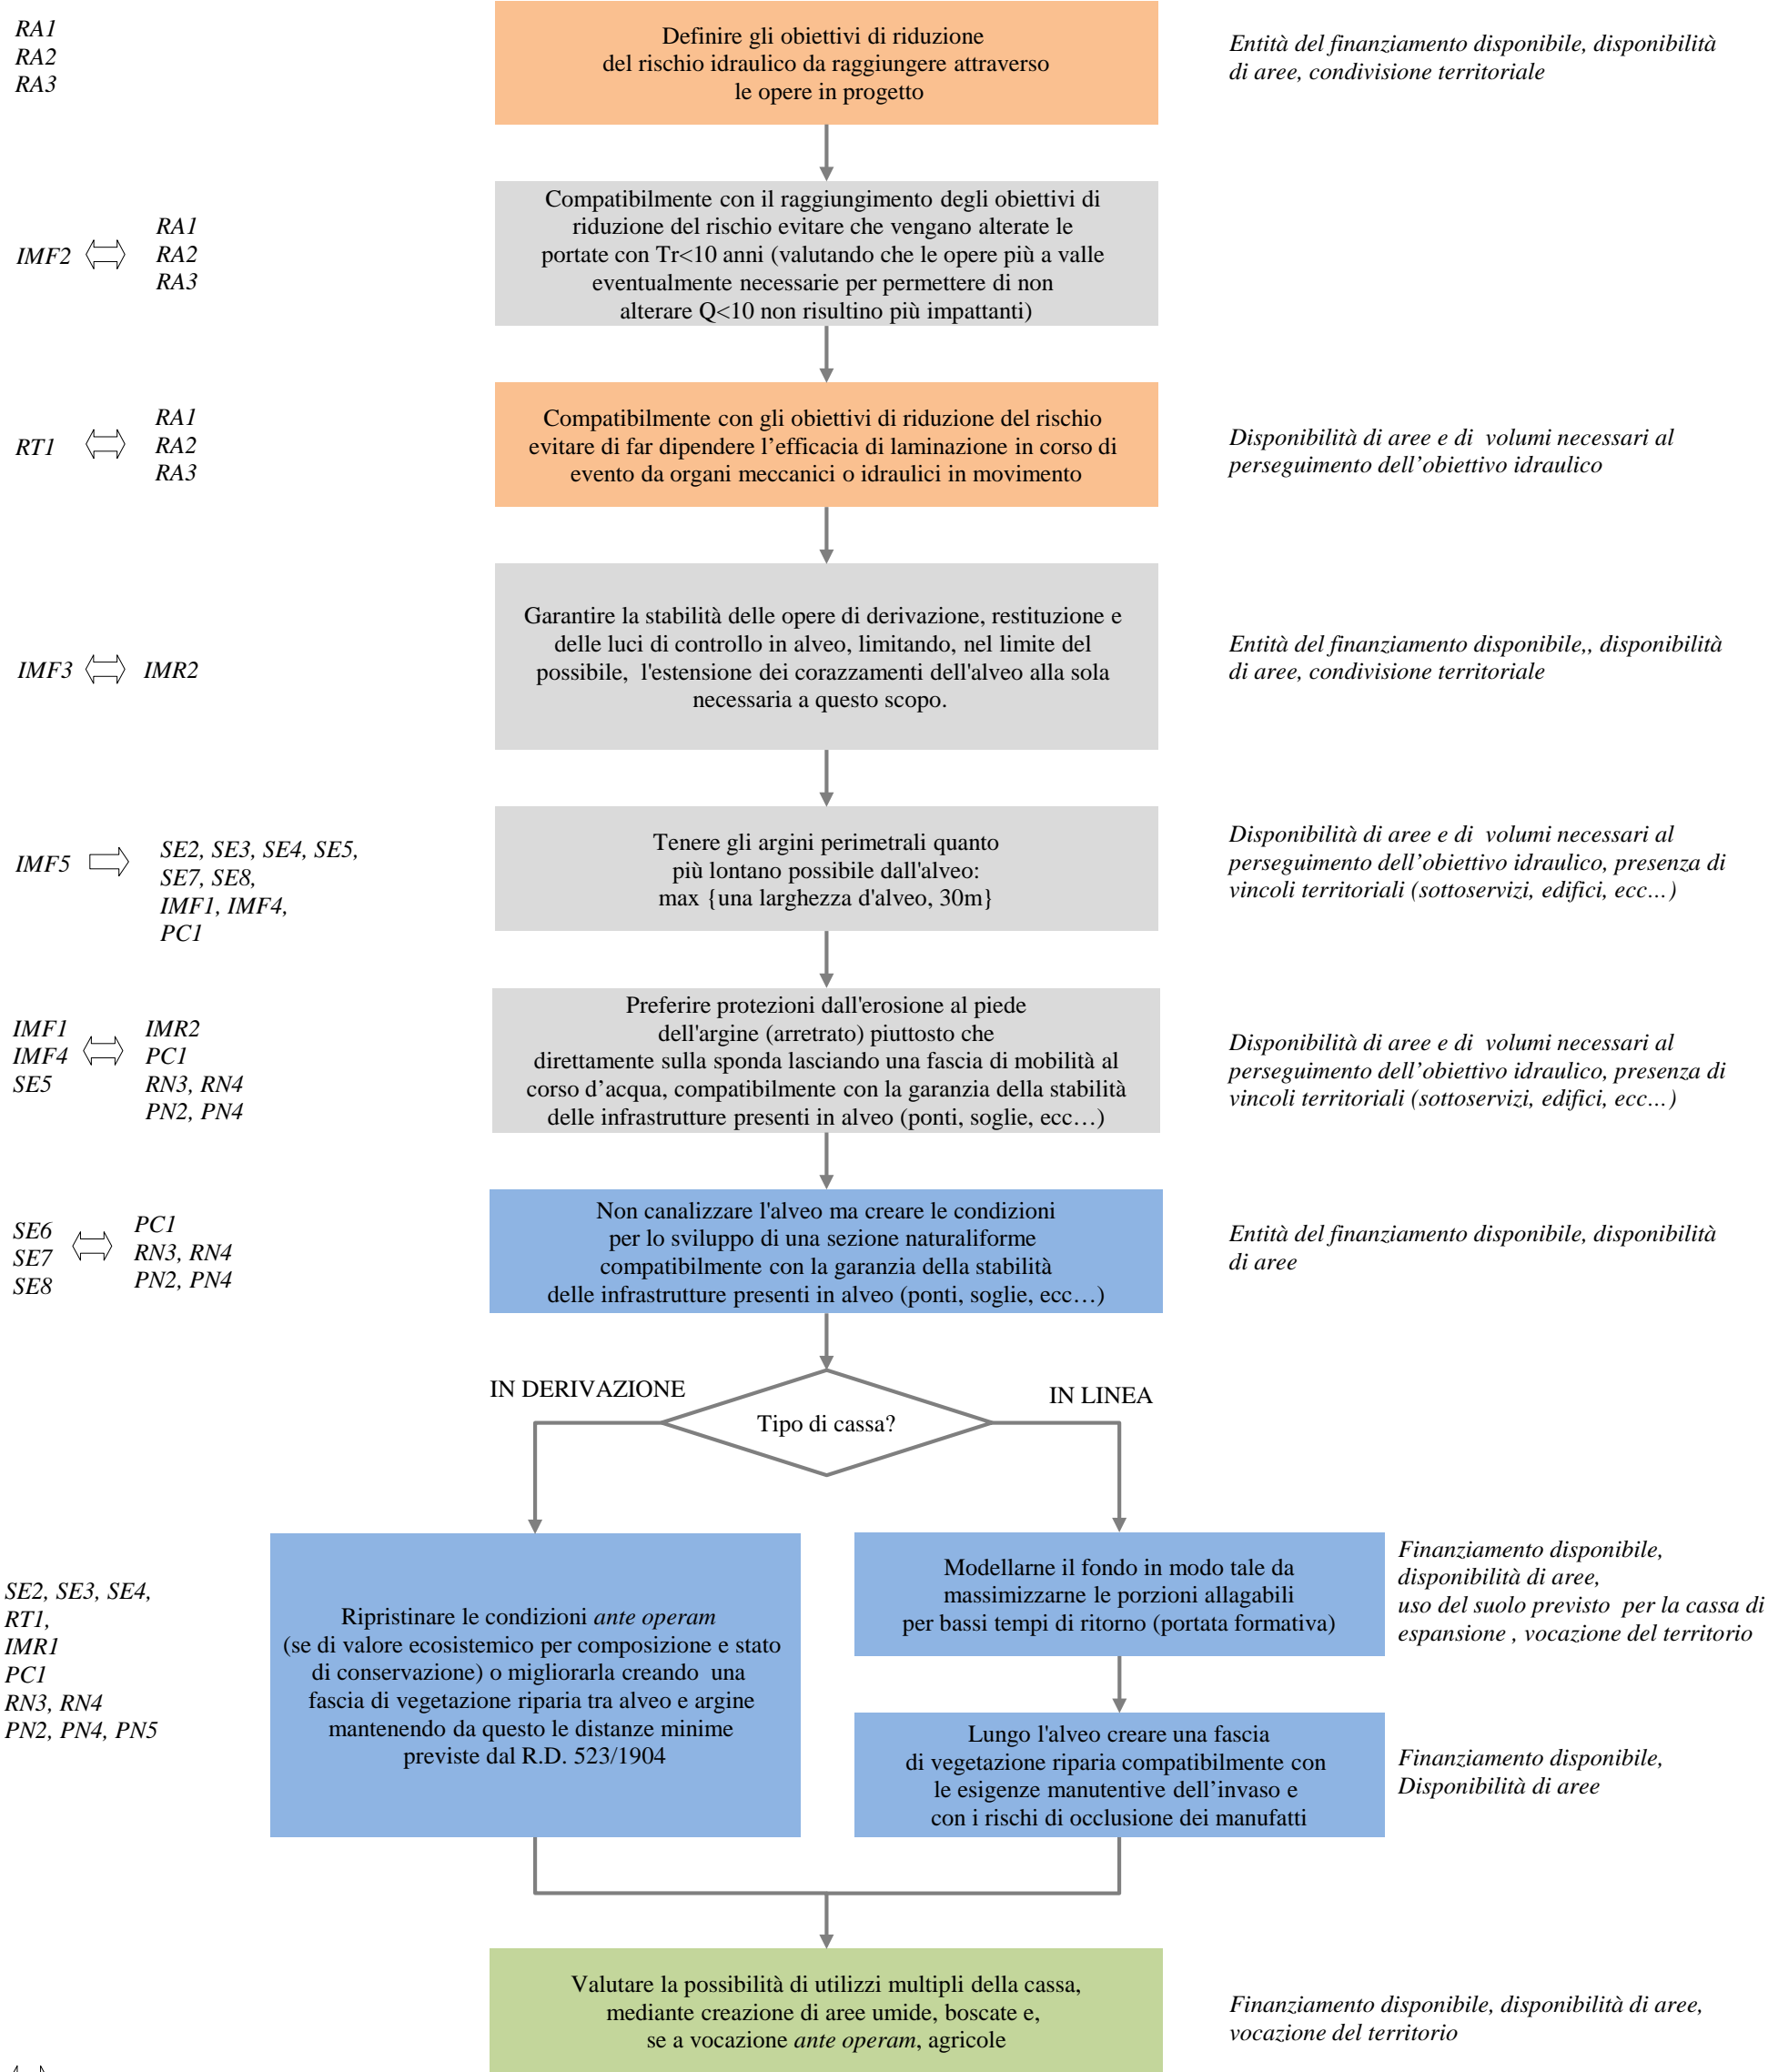 RA1
RA2
RA3
Definire gli obiettivi di riduzione
del rischio idraulico da raggiungere attraverso
le opere in progetto
Entità del finanziamento disponibile, disponibilità
di aree, condivisione territoriale
IMF2
RA1
RA2
RA3
Compatibilmente con il raggiungimento degli obiettivi di
riduzione del rischio evitare che vengano alterate le
portate con Tr<10 anni (valutando che le opere più a valle
eventualmente necessarie per permettere di non
alterare Q<10 non risultino più impattanti)
RT1
RA1
RA2
RA3
Compatibilmente con gli obiettivi di riduzione del rischio
evitare di far dipendere l’efficacia di laminazione in corso di
evento da organi meccanici o idraulici in movimento
Disponibilità di aree e di  volumi necessari al
perseguimento dell’obiettivo idraulico
IMF3
IMR2
Garantire la stabilità delle opere di derivazione, restituzione e
delle luci di controllo in alveo, limitando, nel limite del
possibile,  l'estensione dei corazzamenti dell'alveo alla sola
necessaria a questo scopo.
Entità del finanziamento disponibile,, disponibilità
di aree, condivisione territoriale
IMF5
SE2, SE3, SE4, SE5,
SE7, SE8,
IMF1, IMF4,
PC1
Tenere gli argini perimetrali quanto
più lontano possibile dall'alveo:
max {una larghezza d'alveo, 30m}
Disponibilità di aree e di  volumi necessari al
perseguimento dell’obiettivo idraulico, presenza di
vincoli territoriali (sottoservizi, edifici, ecc...)
IMF1
IMF4
SE5
IMR2
PC1
RN3, RN4
PN2, PN4
Preferire protezioni dall'erosione al piede
dell'argine (arretrato) piuttosto che
direttamente sulla sponda lasciando una fascia di mobilità al
corso d’acqua, compatibilmente con la garanzia della stabilità
delle infrastrutture presenti in alveo (ponti, soglie, ecc…)
Disponibilità di aree e di  volumi necessari al
perseguimento dell’obiettivo idraulico, presenza di
vincoli territoriali (sottoservizi, edifici, ecc...)
SE6
SE7
SE8
PC1
RN3, RN4
PN2, PN4
Non canalizzare l'alveo ma creare le condizioni
per lo sviluppo di una sezione naturaliforme
compatibilmente con la garanzia della stabilità
delle infrastrutture presenti in alveo (ponti, soglie, ecc…)
Entità del finanziamento disponibile, disponibilità
di aree
IN DERIVAZIONE
IN LINEA
Tipo di cassa?
SE2, SE3, SE4,
RT1,
IMR1
PC1
RN3, RN4
PN2, PN4, PN5
Ripristinare le condizioni ante operam
(se di valore ecosistemico per composizione e stato
di conservazione) o migliorarla creando  una
fascia di vegetazione riparia tra alveo e argine
mantenendo da questo le distanze minime
previste dal R.D. 523/1904
Modellarne il fondo in modo tale da
massimizzarne le porzioni allagabili
per bassi tempi di ritorno (portata formativa)
Finanziamento disponibile,
disponibilità di aree,
uso del suolo previsto  per la cassa di
espansione , vocazione del territorio
Lungo l'alveo creare una fascia
di vegetazione riparia compatibilmente con
le esigenze manutentive dell’invaso e
con i rischi di occlusione dei manufatti
Finanziamento disponibile,
Disponibilità di aree
Valutare la possibilità di utilizzi multipli della cassa,
mediante creazione di aree umide, boscate e,
se a vocazione ante operam, agricole
Finanziamento disponibile, disponibilità di aree,
vocazione del territorio